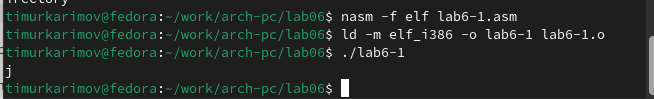 irectory
timurkarimov@fedora:~/work/arch-pc/lab06$ nasm -f elf lab6-1.asm
timurkarimov@fedora:~/work/arch-pc/lab06$ ld -m elf_i386 -o lab6-1 lab6-1.o
timurkarimov@fedora:~/work/arch-pc/lab06$ ./lab6-1
j
timurkarimov@fedora:~/work/arch-pc/lab06$